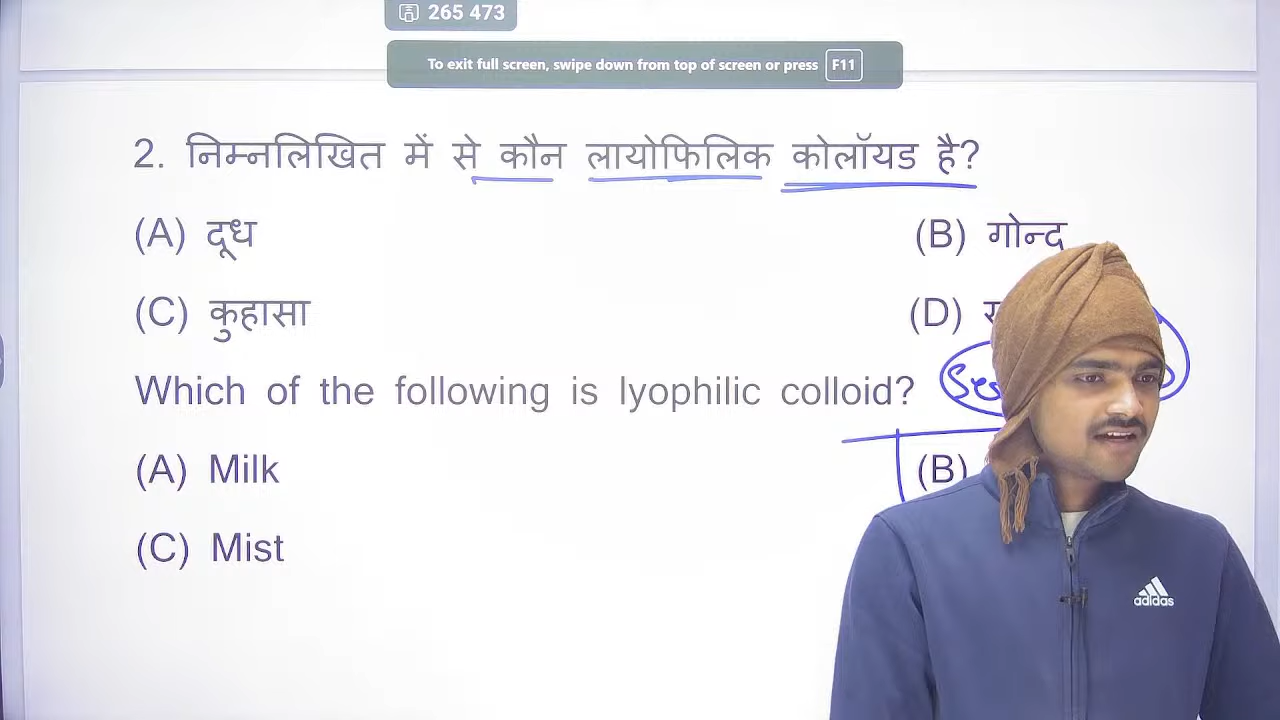 265 473
To exit full screen, swipe down from top of screen or press F11
2. निम्नलिखित में से कौन लायोफिलिक कोलॉयड है?
(A) दूध (B) गोन्द
(C) कुहासा (D)
Which of the following is lyophilic colloid?
(A) Milk (B)
(C) Mist
adidas